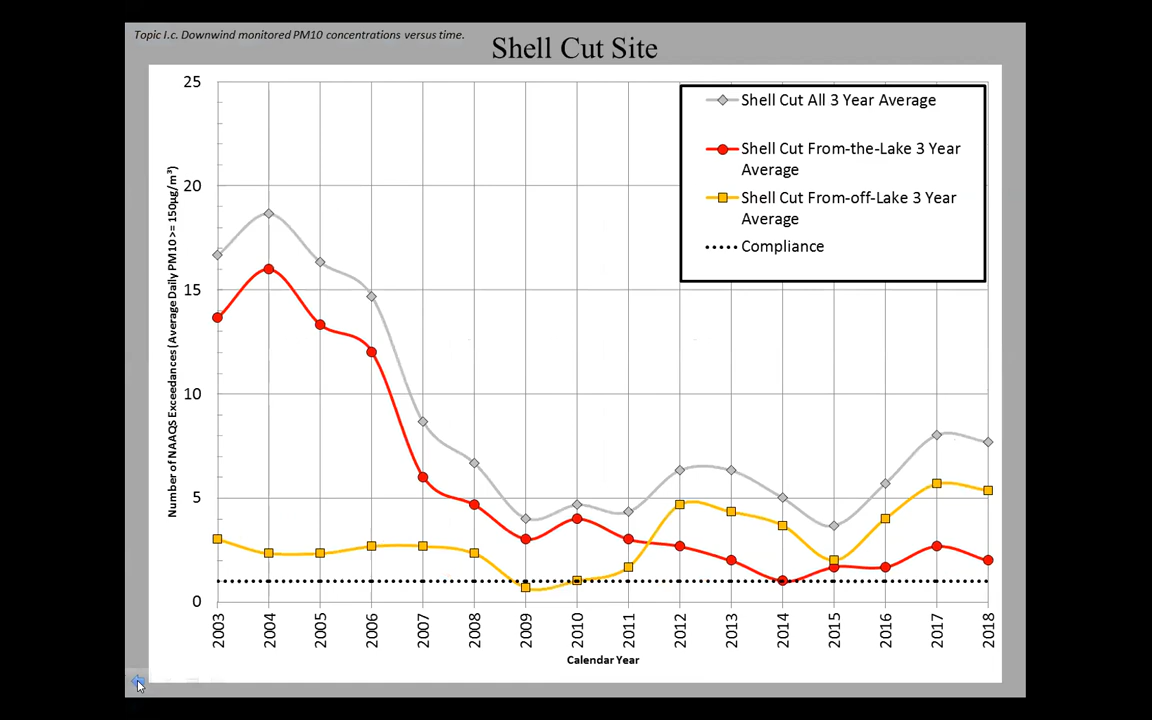 Topic I.c. Downwind monitored PM10 concentrations versus time.
Shell Cut Site
25
20
15
10
5
0
Number of NAAQS Exceedances (Average Daily PM10 >= 150µg/m³)
Shell Cut All 3 Year Average
Shell Cut From-the-Lake 3 Year
Average
Shell Cut From-off-Lake 3 Year
Average
Compliance
2003 2004 2005 2006 2007 2008 2009 2010 2011 2012 2013 2014 2015 2016 2017 2018
Calendar Year